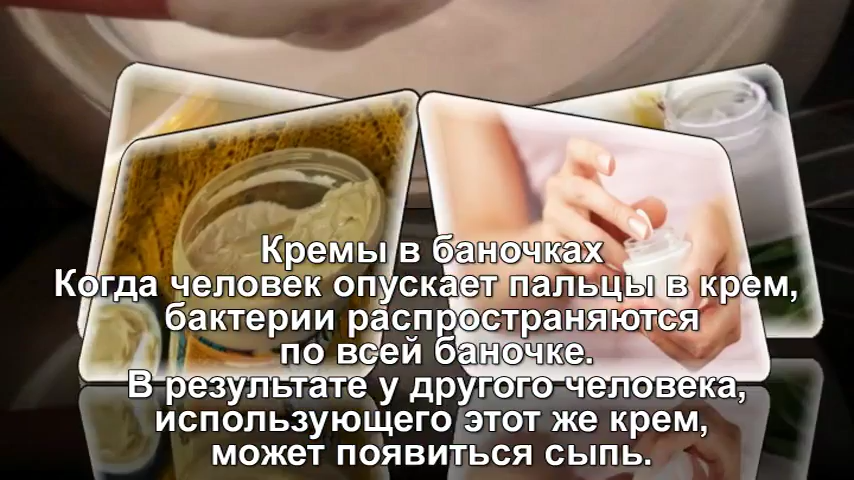 Кремы в баночках
Когда человек опускает пальцы в крем,
бактерии распространяются
по всей баночке.
В результате у другого человека,
использующего этот же крем,
может появиться сыпь.